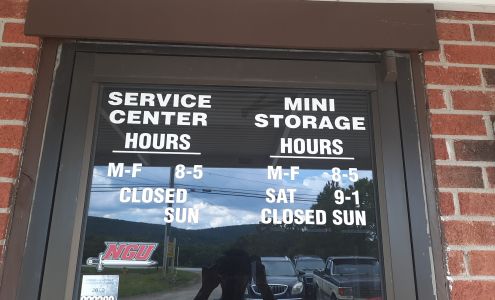 SERVICE
CENTER
HOURS
M-F 8-5
CLOSED
SUN
MINI
STORAGE
HOURS
M-F 8-5
SAT 9-1
CLOSED SUN
NGU